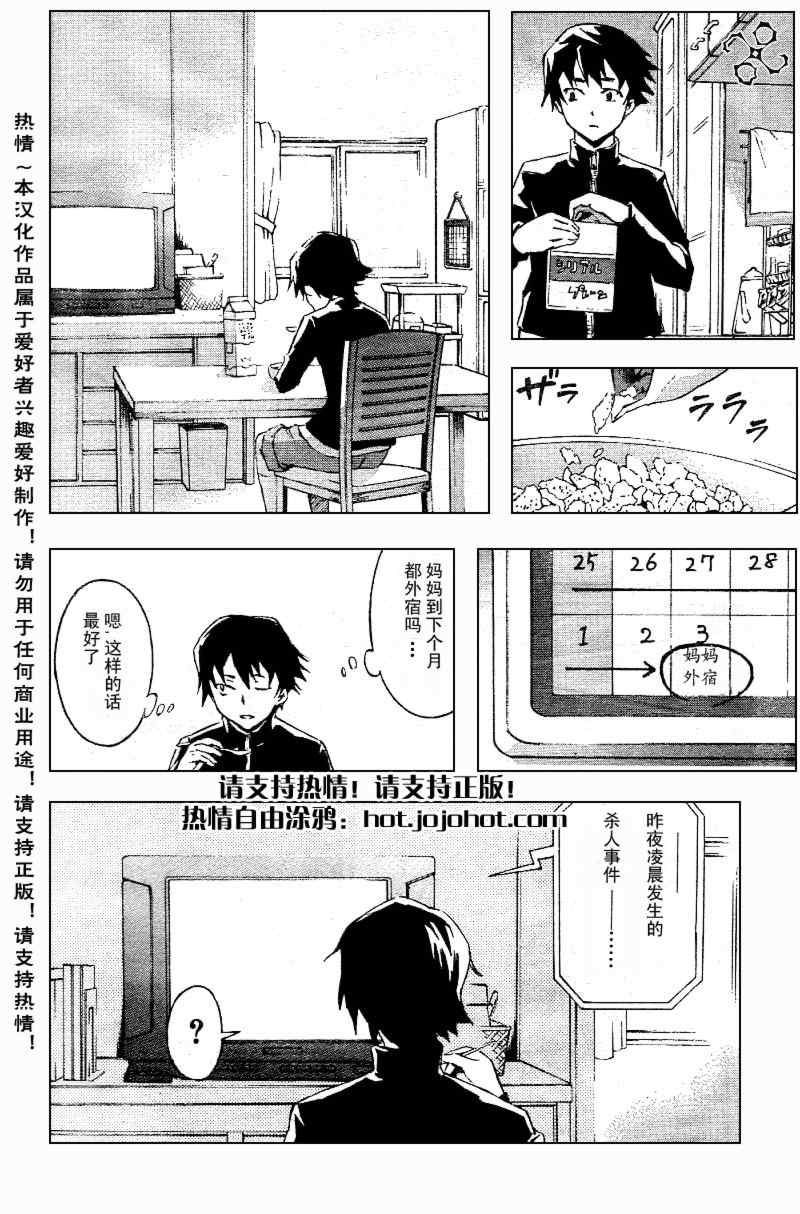 シリアル
ザラ
ラララ
25 26 27 28
1 2 3
妈妈
外宿
妈妈到下个月
都外宿吗…
嗯,这样的话
最好了
请支持热情！请支持正版！
热情自由涂鸦：hot.jojohot.com
——昨夜凌晨发生的
杀人事件——……
？
热情～本汉化作品属于爱好者兴趣爱好制作！请勿用于任何商业用途！请支持正版！请支持热情！